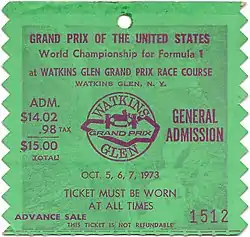 GRAND PRIX OF THE UNITED STATES
World Championship for Formula 1
at WATKINS GLEN GRAND PRIX RACE COURSE
WATKINS GLEN, N. Y.
ADM.
$14.02
.98 TAX
$15.00
TOTAL
WATKINS
GRAND PRIX
GLEN
GENERAL
ADMISSION
OCT. 5, 6, 7, 1973
TICKET MUST BE WORN
AT ALL TIMES
ADVANCE SALE
1512
THIS TICKET IS NOT REFUNDABLE